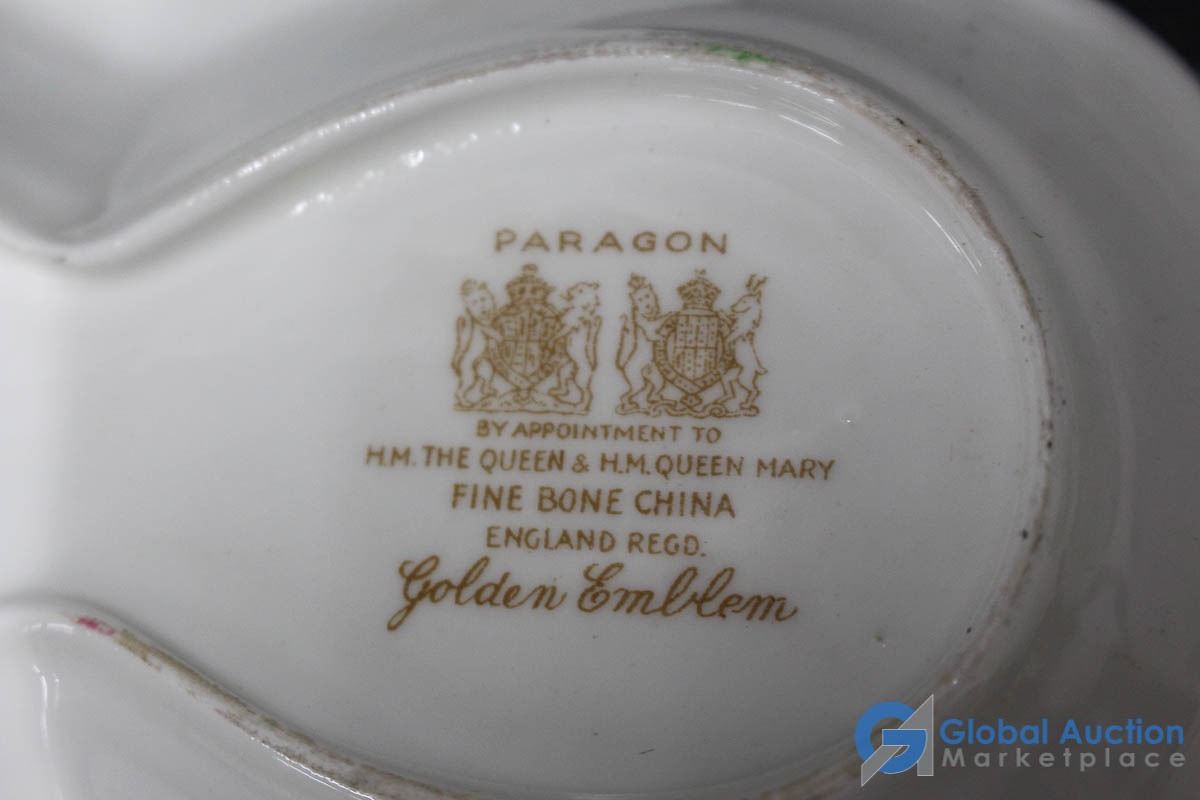 PARAGON
BY APPOINTMENT TO
H.M. THE QUEEN & H.M. QUEEN MARY
FINE BONE CHINA
ENGLAND REGD.
Golden Emblem
Global Auction
Marketplace